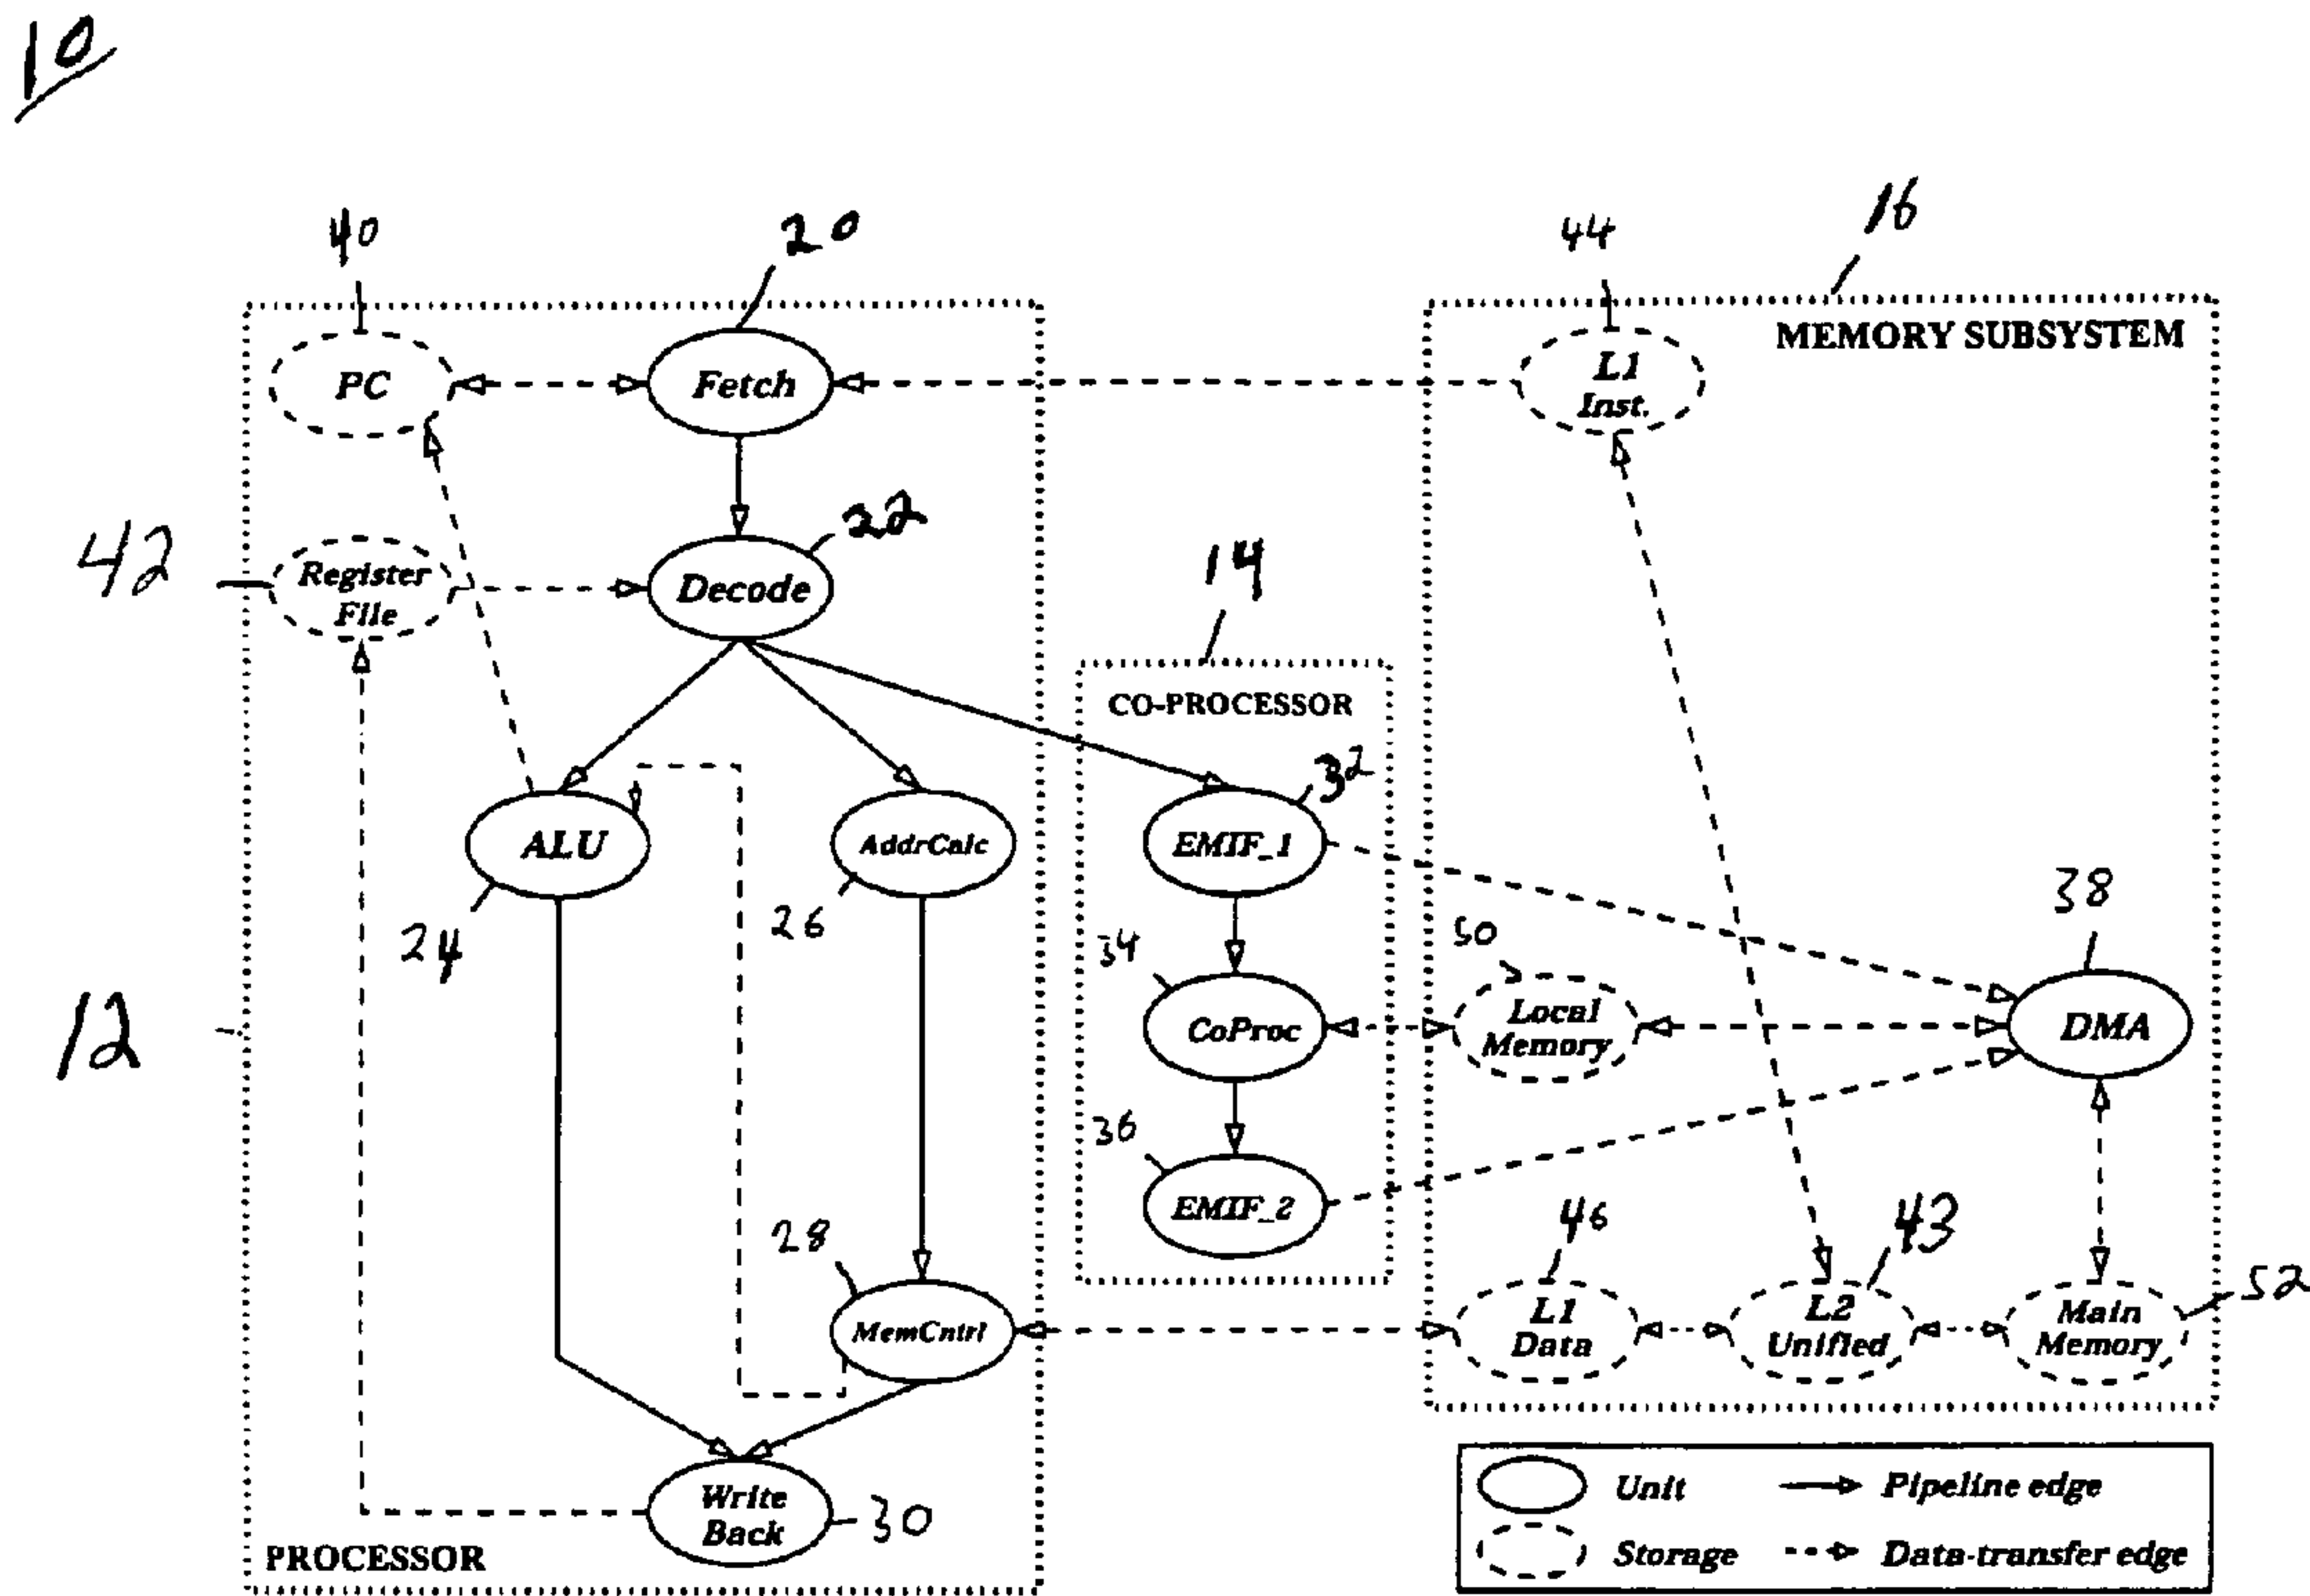 10
40
20
44
16
MEMORY SUBSYSTEM
PC
Fetch
L1
Inst.
42
Register
File
Decode
22
14
CO-PROCESSOR
32
ALU
AddrCalc
EMIF_1
24
26
34
50
38
CoProc
Local
Memory
DMA
12
36
EMIF_2
28
46
43
52
MemCntrl
L1
Data
L2
Unified
Main
Memory
Write
Back
30
PROCESSOR
Unit
Pipeline edge
Storage
Data-transfer edge